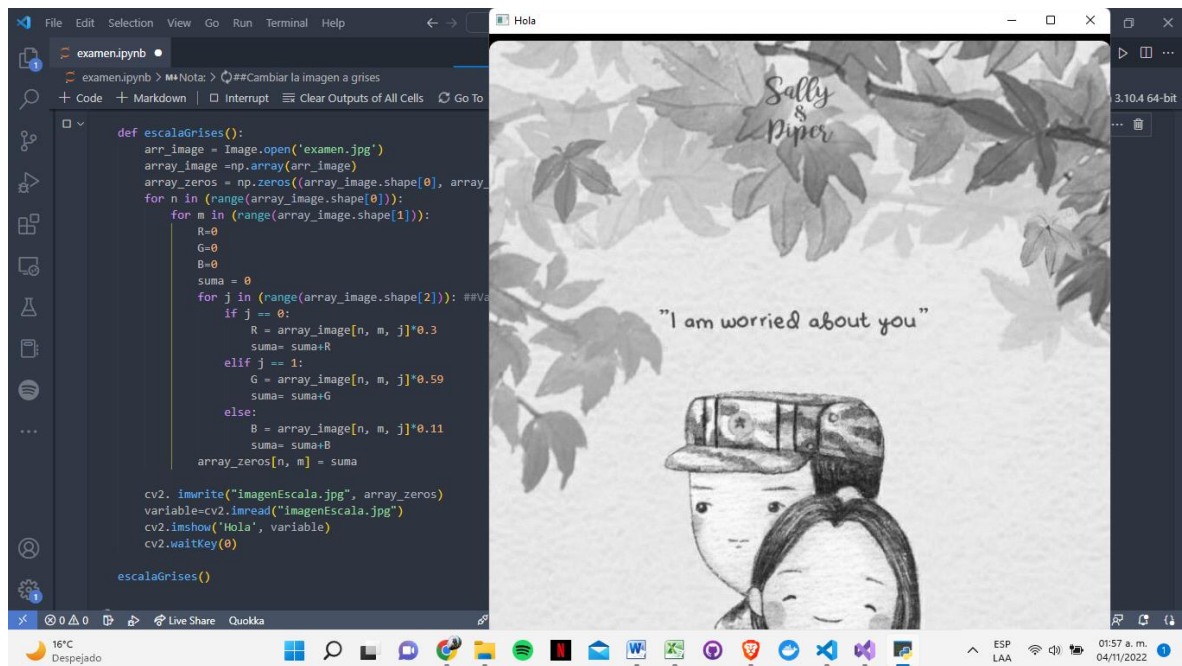 File Edit Selection View Go Run Terminal Help
Hola
examen.ipynb
examen.ipynb > M↓Nota: > ##Cambiar la imagen a grises
+ Code + Markdown | Interrupt Clear Outputs of All Cells Go To
3.10.4 64-bit
def escalaGrises():
arr_image = Image.open('examen.jpg')
array_image =np.array(arr_image)
array_zeros = np.zeros((array_image.shape[0], array_
for n in (range(array_image.shape[0])):
for m in (range(array_image.shape[1])):
R=0
G=0
B=0
suma = 0
for j in (range(array_image.shape[2])): ##Va
if j == 0:
R = array_image[n, m, j]*0.3
suma= suma+R
elif j == 1:
G = array_image[n, m, j]*0.59
suma= suma+G
else:
B = array_image[n, m, j]*0.11
suma= suma+B
array_zeros[n, m] = suma
cv2. imwrite("imagenEscala.jpg", array_zeros)
variable=cv2.imread("imagenEscala.jpg")
cv2.imshow('Hola', variable)
cv2.waitKey(0)
escalaGrises()
Sally
&
Piper
"I am worried about you"
0 0 Live Share Quokka
16°C
Despejado
ESP
LAA
01:57 a. m.
04/11/2022
1